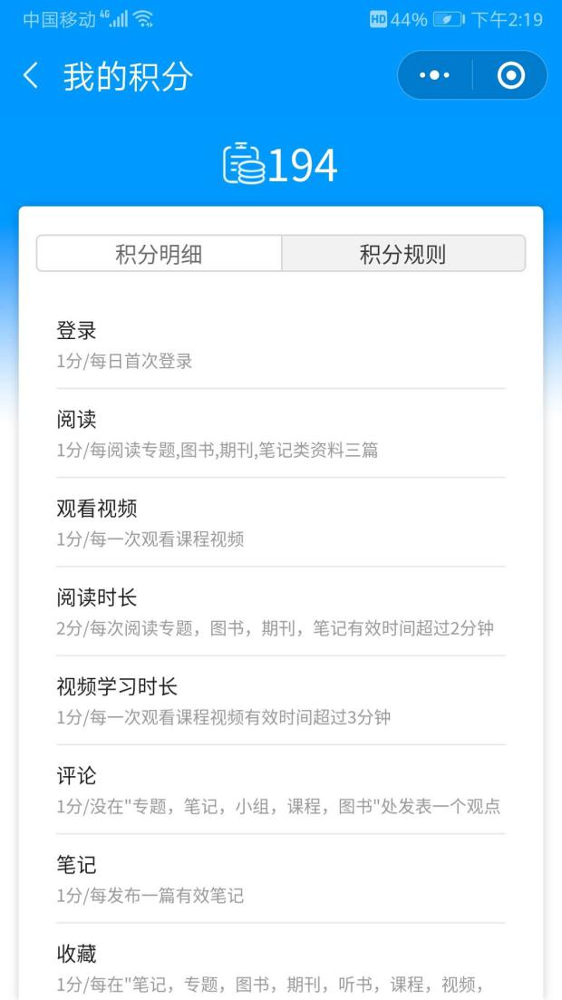 中国移动 4G HD 44% 下午2:19
我的积分
194
积分明细 积分规则
登录
1分/每日首次登录
阅读
1分/每阅读专题,图书,期刊,笔记类资料三篇
观看视频
1分/每一次观看课程视频
阅读时长
2分/每次阅读专题，图书，期刊，笔记有效时间超过2分钟
视频学习时长
1分/每一次观看课程视频有效时间超过3分钟
评论
1分/没在"专题，笔记，小组，课程，图书"处发表一个观点
笔记
1分/每发布一篇有效笔记
收藏
1分/每在"笔记，专题，图书，期刊，听书，课程，视频，